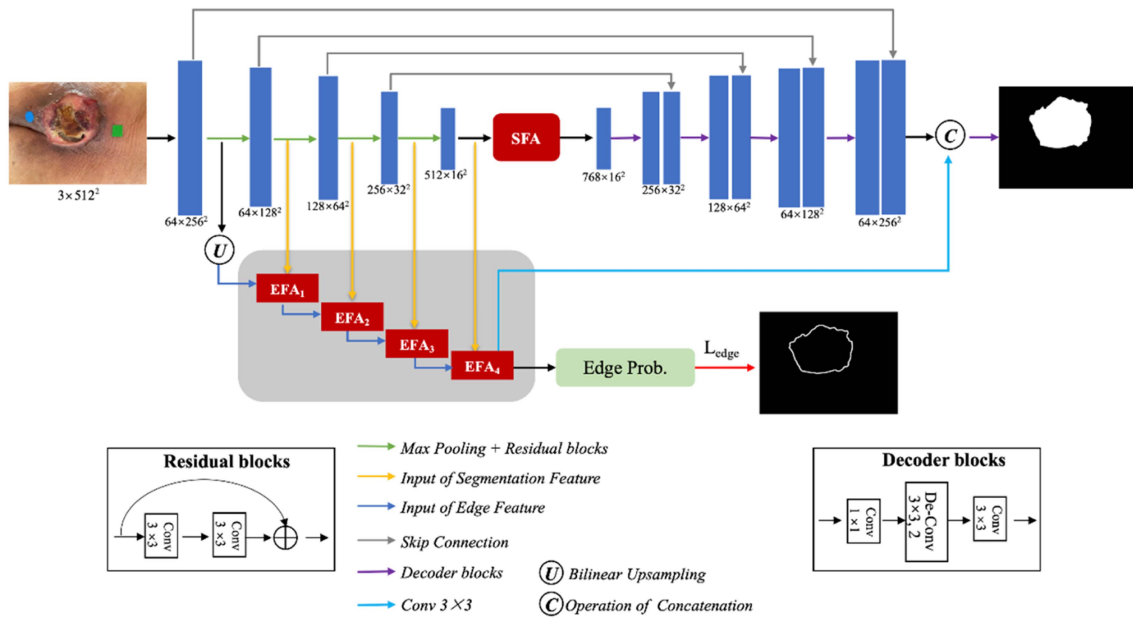 3×512²
64×256²
64×128²
128×64²
256×32²
512×16²
SFA
768×16²
256×32²
128×64²
64×128²
64×256²
C
U
EFA₁
EFA₂
EFA₃
EFA₄
Edge Prob.
L_edge
Residual blocks
Conv
3×3
Conv
3×3
Max Pooling + Residual blocks
Input of Segmentation Feature
Input of Edge Feature
Skip Connection
Decoder blocks
Conv 3×3
U Bilinear Upsampling
C Operation of Concatenation
Decoder blocks
Conv
1×1
De-Conv
3×3, 2
Conv
3×3